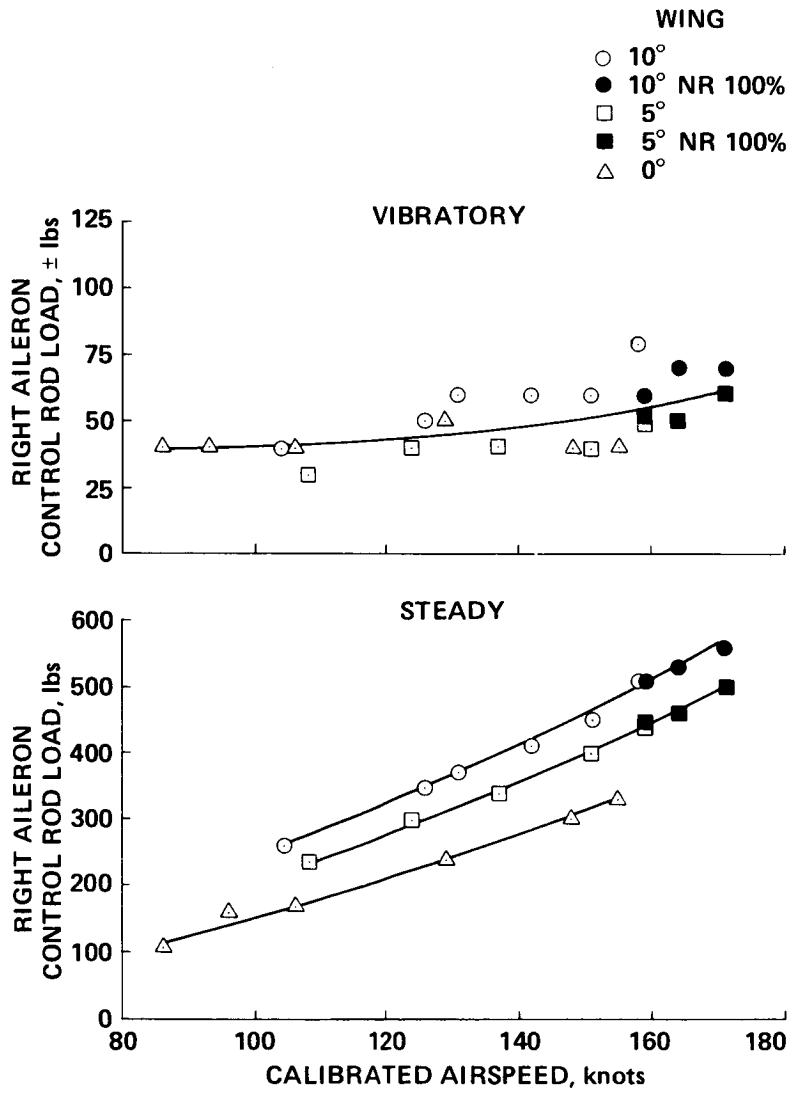 WING
10°
10° NR 100%
5°
5° NR 100%
0°
VIBRATORY
RIGHT AILERON
CONTROL ROD LOAD, ± lbs
125
100
75
50
25
0
STEADY
RIGHT AILERON
CONTROL ROD LOAD, lbs
600
500
400
300
200
100
0
80 100 120 140 160 180
CALIBRATED AIRSPEED, knots